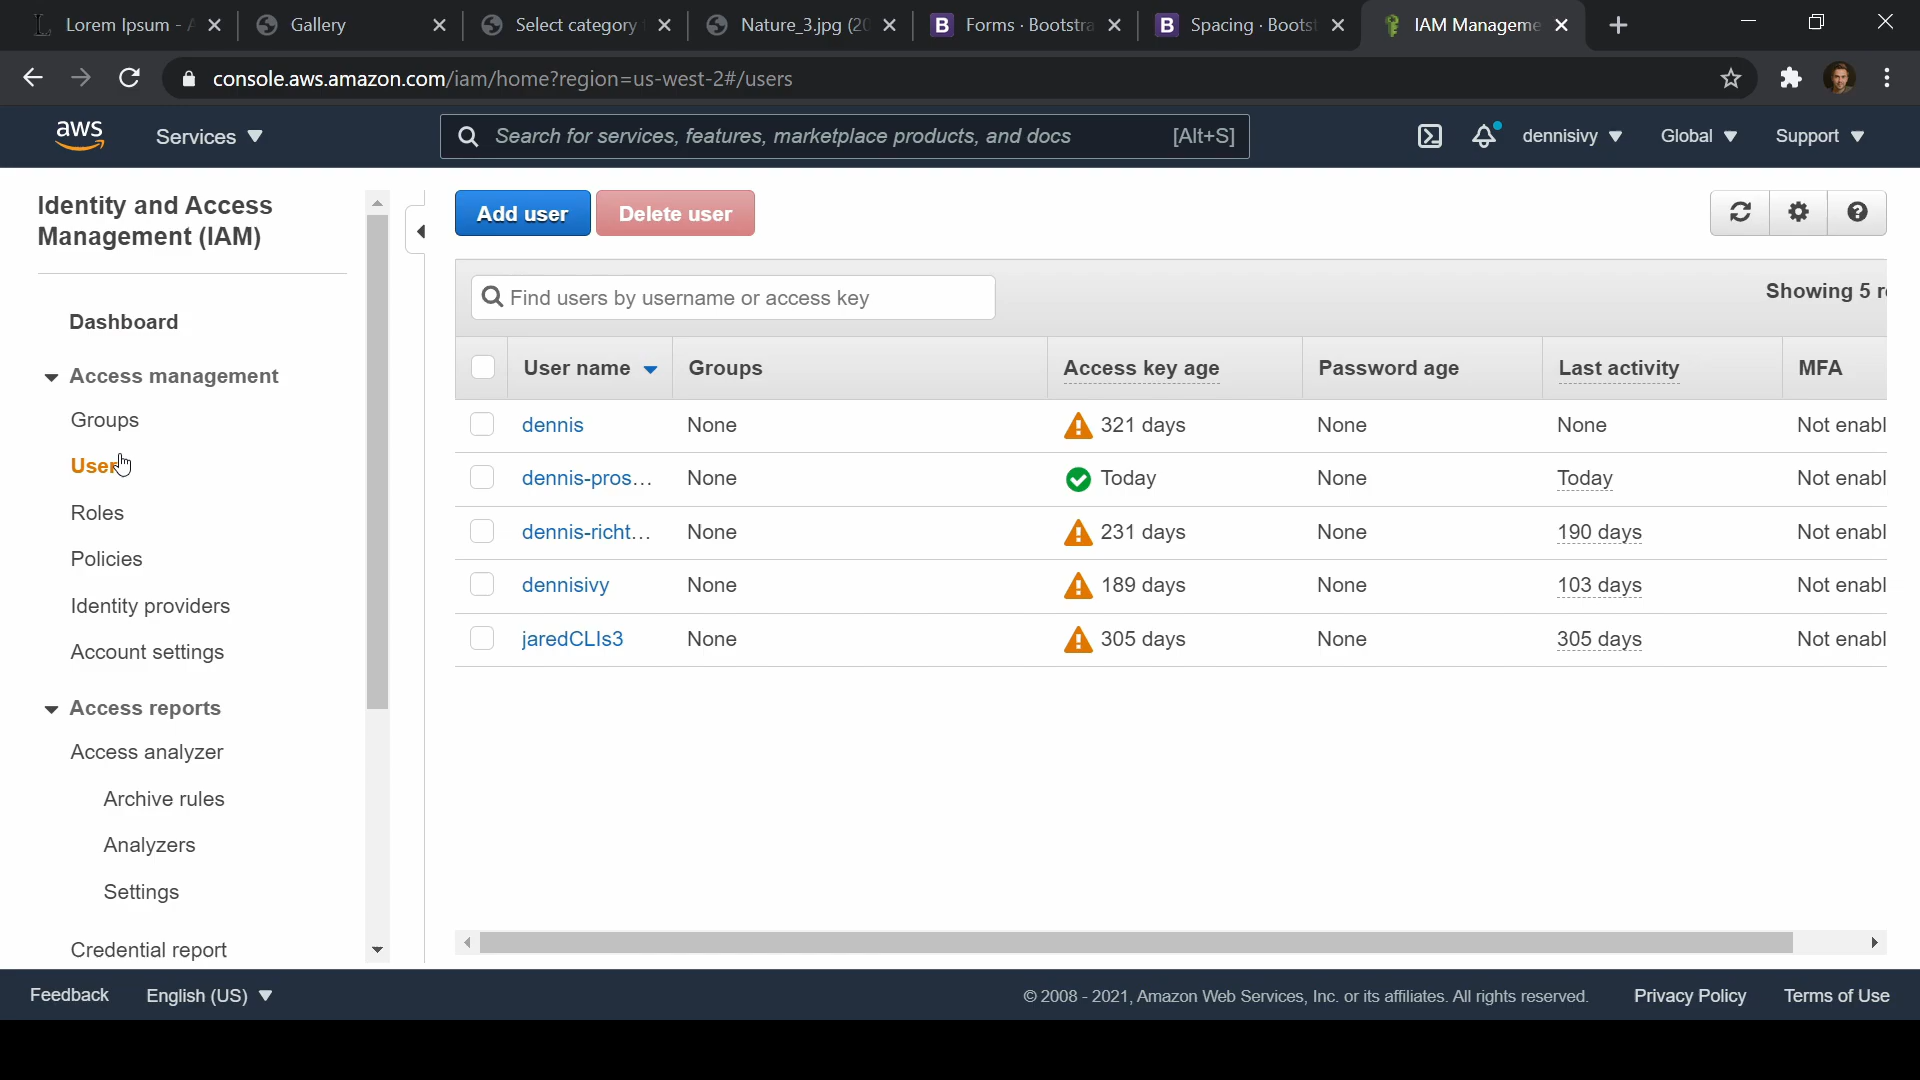 Lorem Ipsum - A
Gallery
Select category
Nature_3.jpg (20
B Forms · Bootstra
B Spacing · Boots
IAM Manageme
console.aws.amazon.com/iam/home?region=us-west-2#/users
aws
Services
Search for services, features, marketplace products, and docs [Alt+S]
dennisivy
Global
Support
Identity and Access
Management (IAM)
Dashboard
Access management
Groups
User
Roles
Policies
Identity providers
Account settings
Access reports
Access analyzer
Archive rules
Analyzers
Settings
Credential report
Add user
Delete user
Find users by username or access key
Showing 5 r
User name Groups Access key age Password age Last activity MFA
dennis None 321 days None None Not enabl
dennis-pros... None Today None Today Not enabl
dennis-richt... None 231 days None 190 days Not enabl
dennisivy None 189 days None 103 days Not enabl
jaredCLIs3 None 305 days None 305 days Not enabl
Feedback English (US)
© 2008 - 2021, Amazon Web Services, Inc. or its affiliates. All rights reserved. Privacy Policy Terms of Use